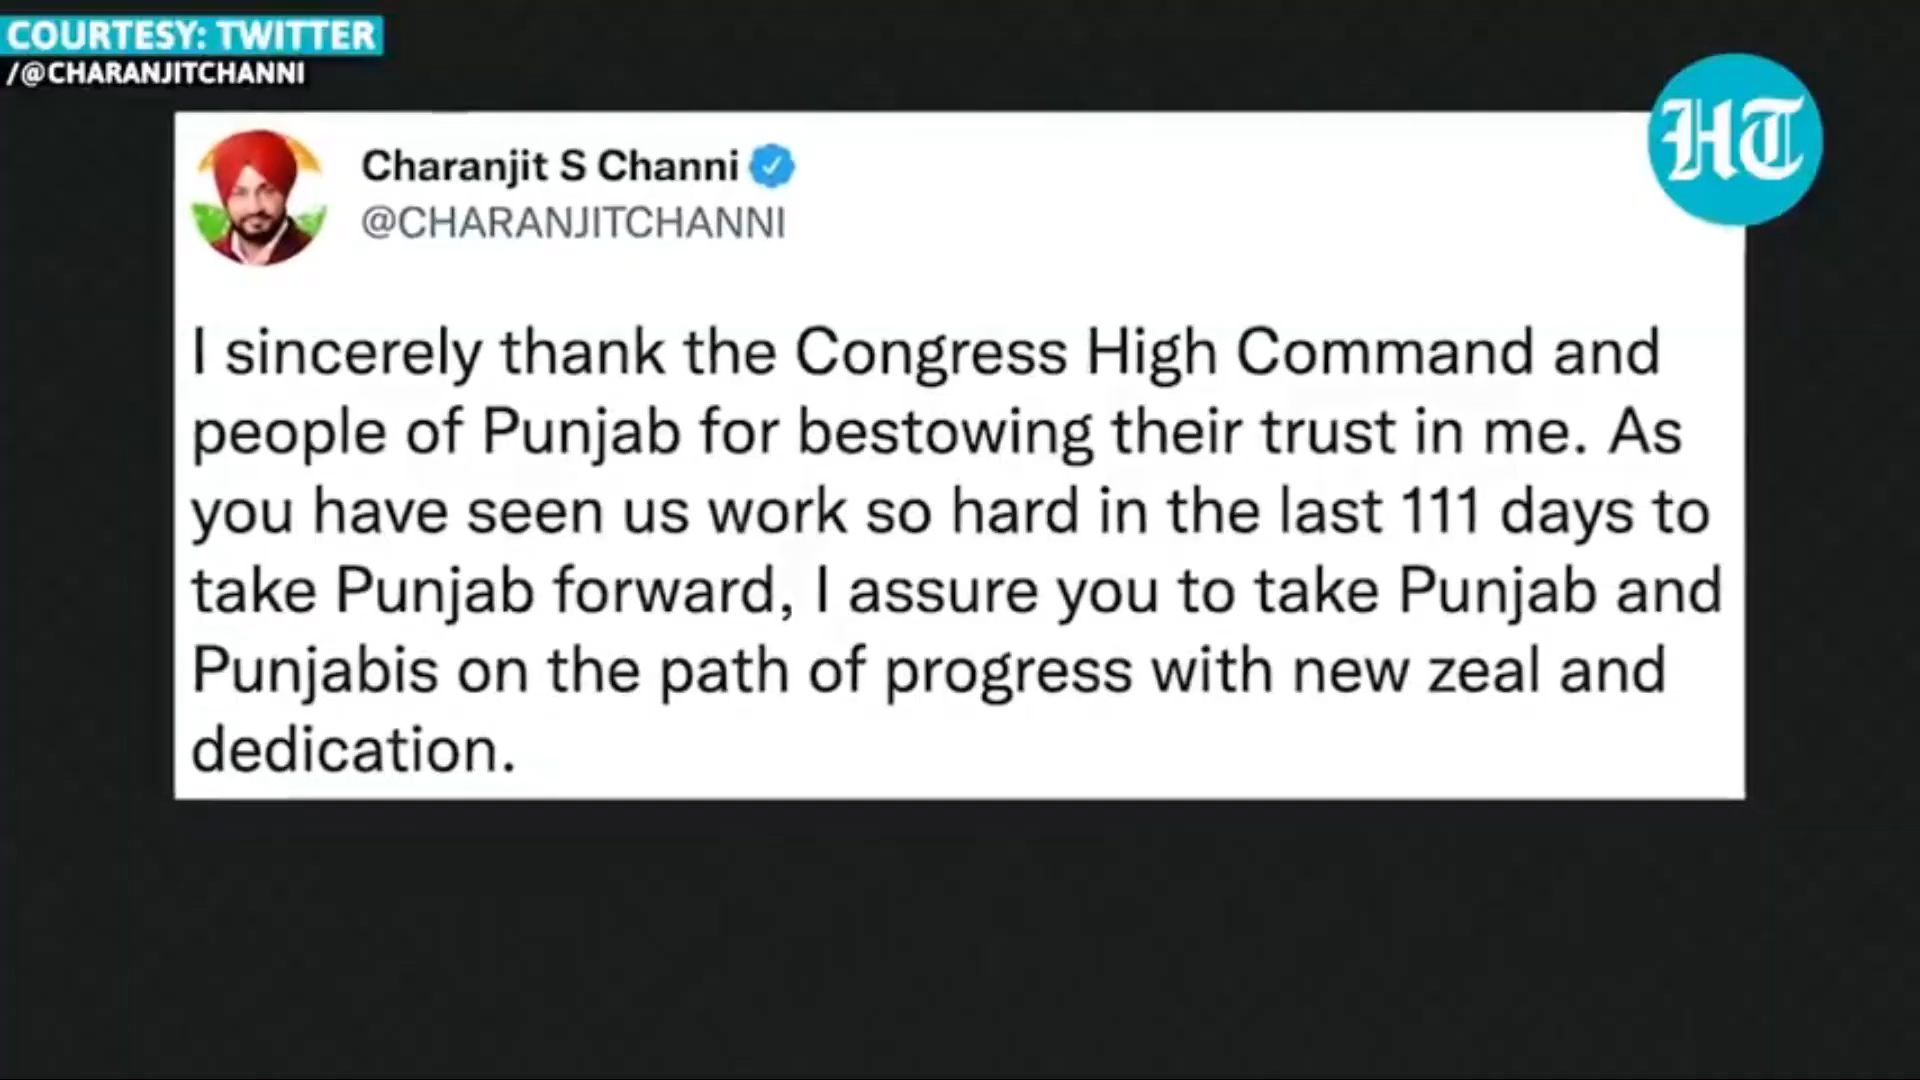 COURTESY: TWITTER
/@CHARANJITCHANNI
HT
Charanjit S Channi
@CHARANJITCHANNI
I sincerely thank the Congress High Command and
people of Punjab for bestowing their trust in me. As
you have seen us work so hard in the last 111 days to
take Punjab forward, I assure you to take Punjab and
Punjabis on the path of progress with new zeal and
dedication.